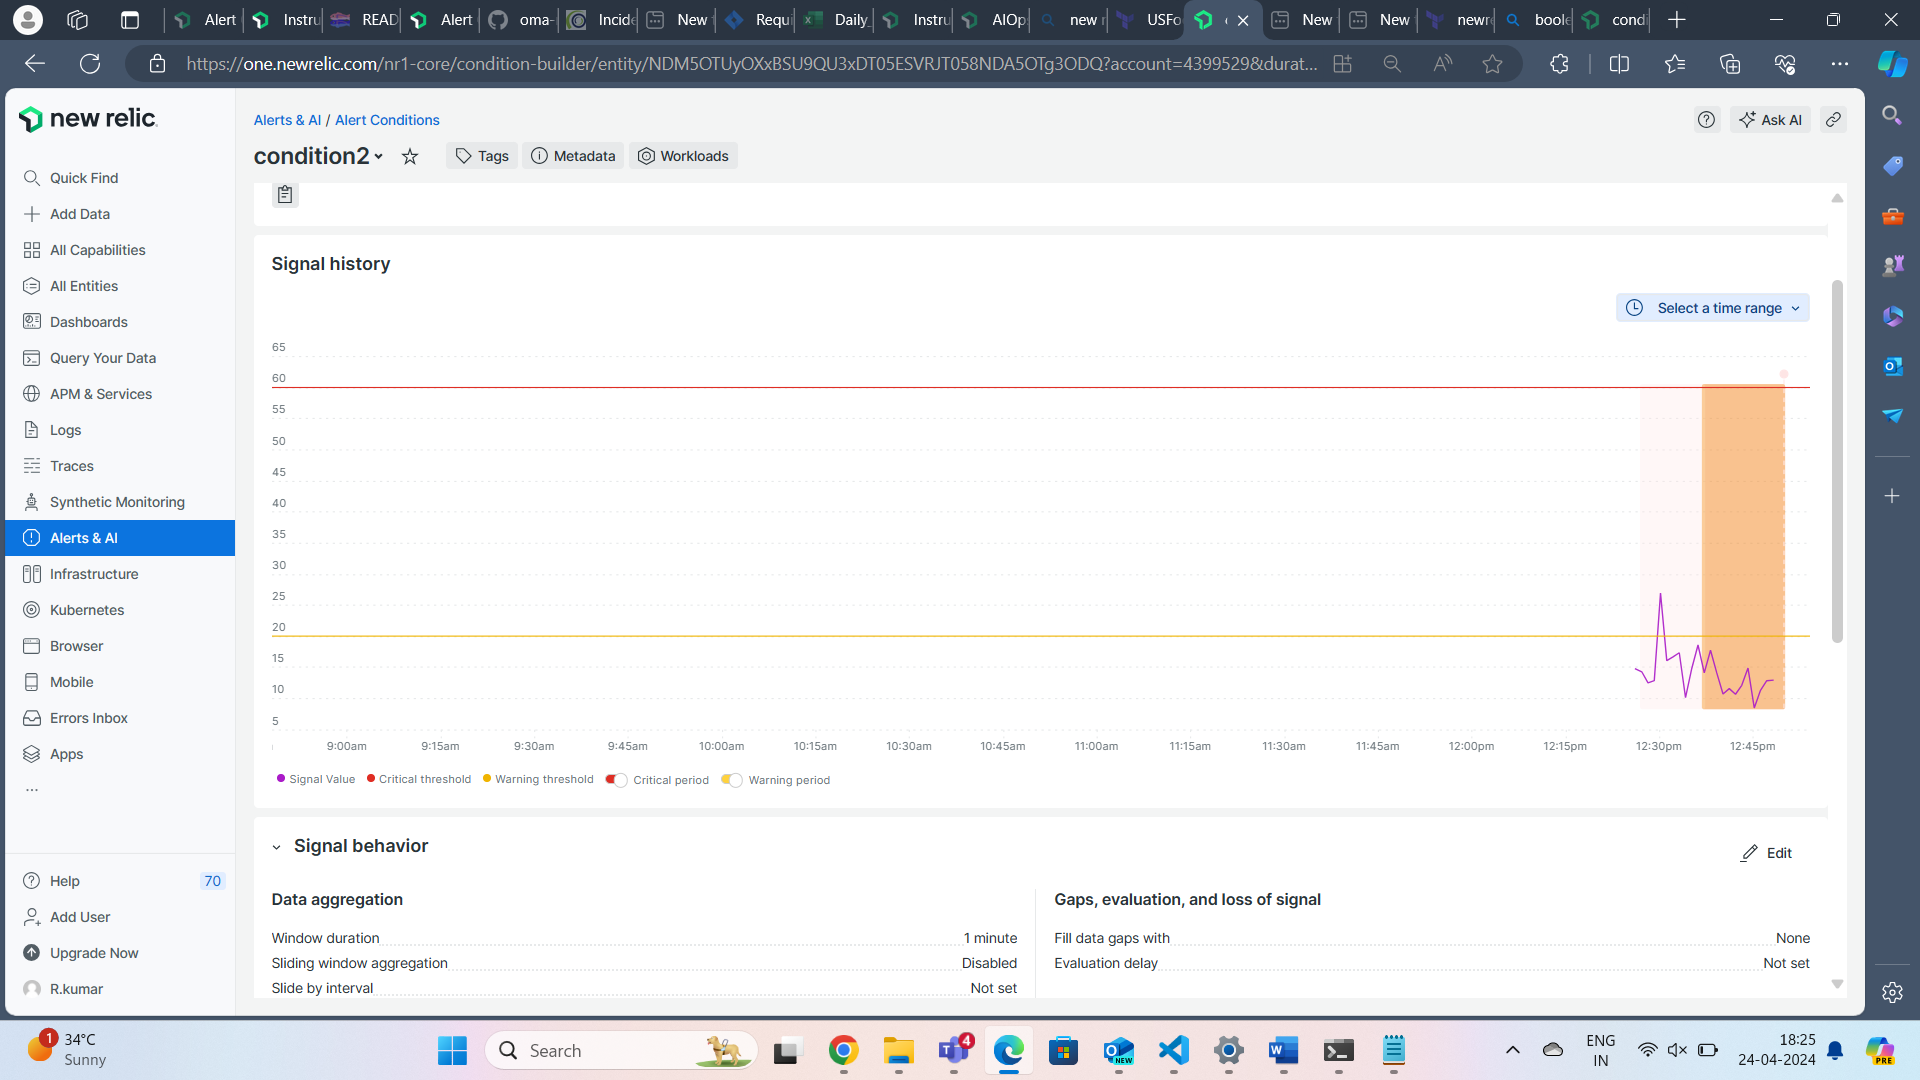 Alert
Instru
READ
Alert
oma-
Incide
New
Requi
Daily_
Instru
AIOp
new r
USFo
New
New
newre
boole
condi
https://one.newrelic.com/nr1-core/condition-builder/entity/NDM5OTUyOXxBSU9QU3xDT05ESVRJT058NDA5OTg3ODQ?account=4399529&durat...
new relic
Quick Find
Add Data
All Capabilities
All Entities
Dashboards
Query Your Data
APM & Services
Logs
Traces
Synthetic Monitoring
Alerts & AI
Infrastructure
Kubernetes
Browser
Mobile
Errors Inbox
Apps
...
Help 70
Add User
Upgrade Now
R.kumar
Alerts & AI / Alert Conditions
Ask AI
condition2
Tags
Metadata
Workloads
Signal history
Select a time range
65
60
55
50
45
40
35
30
25
20
15
10
5
9:00am 9:15am 9:30am 9:45am 10:00am 10:15am 10:30am 10:45am 11:00am 11:15am 11:30am 11:45am 12:00pm 12:15pm 12:30pm 12:45pm
Signal Value Critical threshold Warning threshold Critical period Warning period
Signal behavior
Edit
Data aggregation
Window duration 1 minute
Sliding window aggregation Disabled
Slide by interval Not set
Gaps, evaluation, and loss of signal
Fill data gaps with None
Evaluation delay Not set
1
34°C
Sunny
Search
4
NEW
ENG
IN
18:25
24-04-2024
PRE